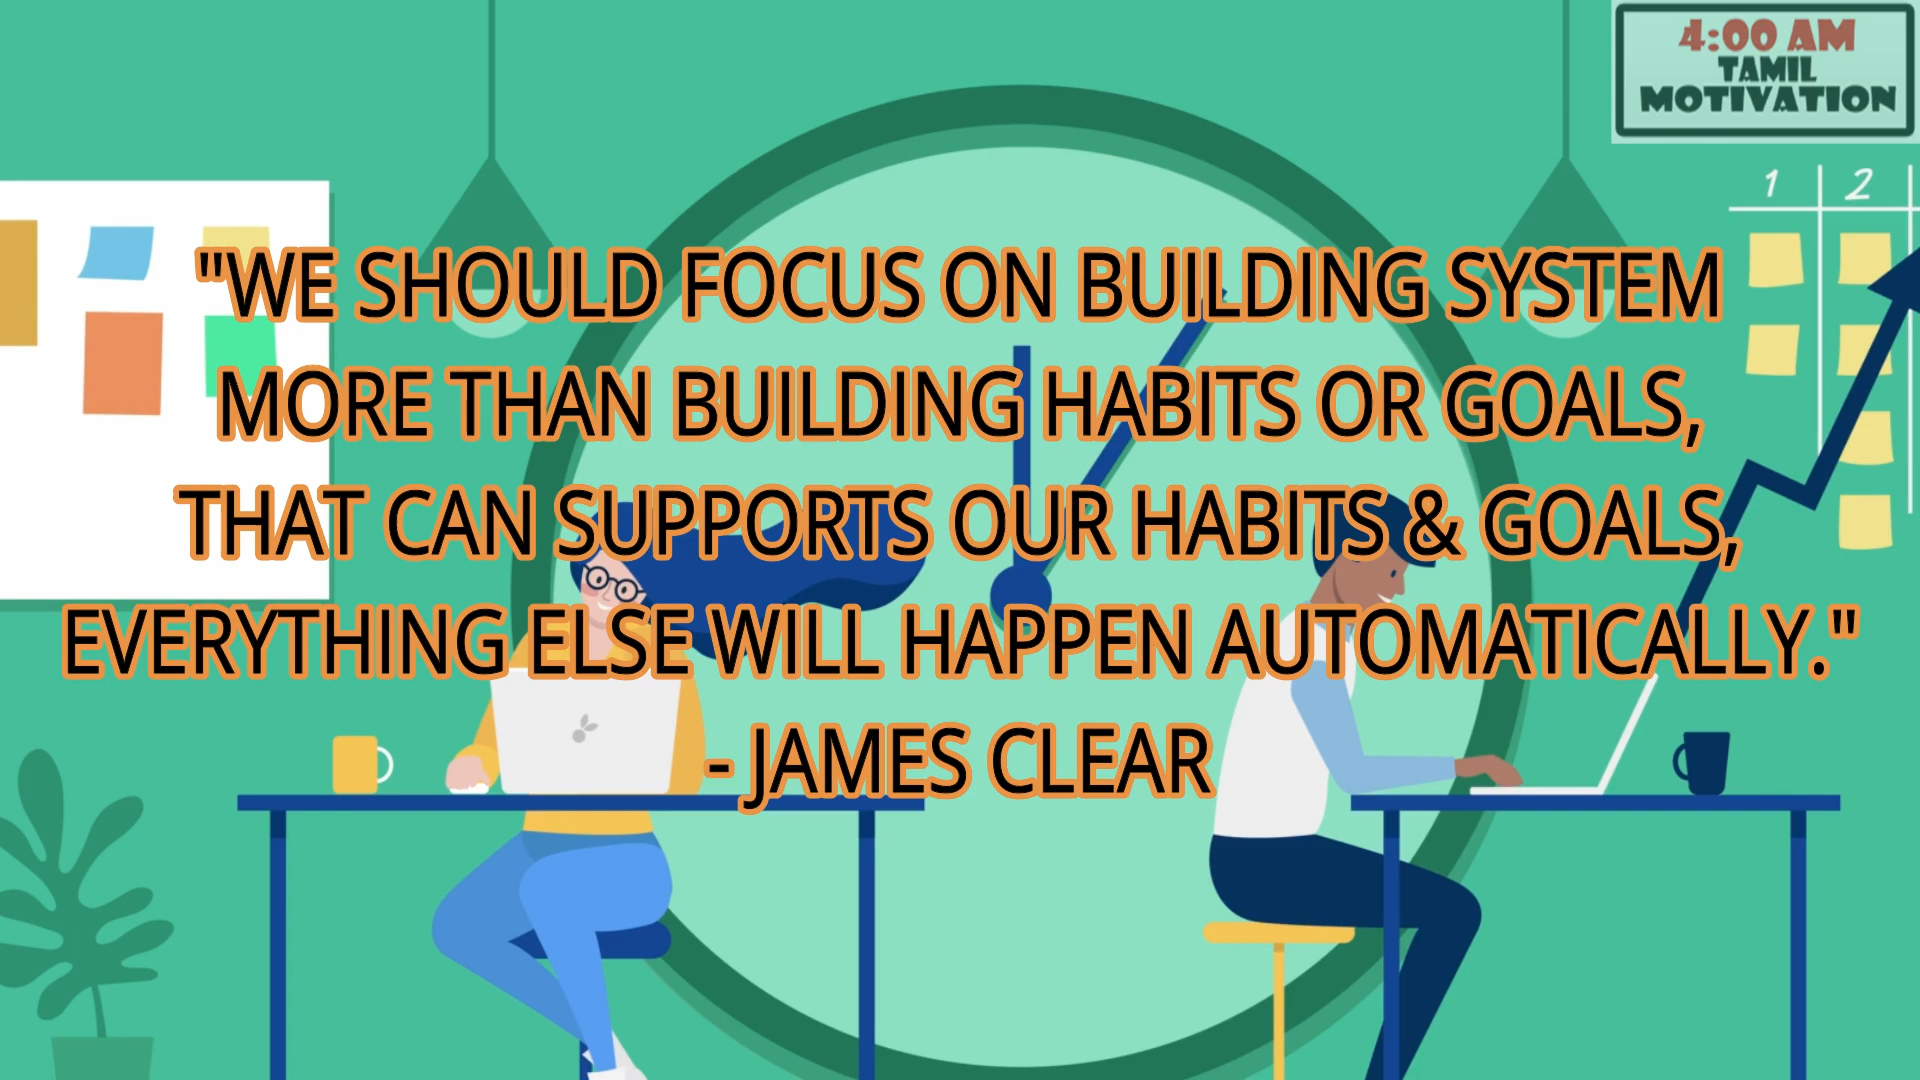 4:00 AM
TAMIL
MOTIVATION
1 2
"WE SHOULD FOCUS ON BUILDING SYSTEM
MORE THAN BUILDING HABITS OR GOALS,
THAT CAN SUPPORTS OUR HABITS & GOALS,
EVERYTHING ELSE WILL HAPPEN AUTOMATICALLY."
- JAMES CLEAR